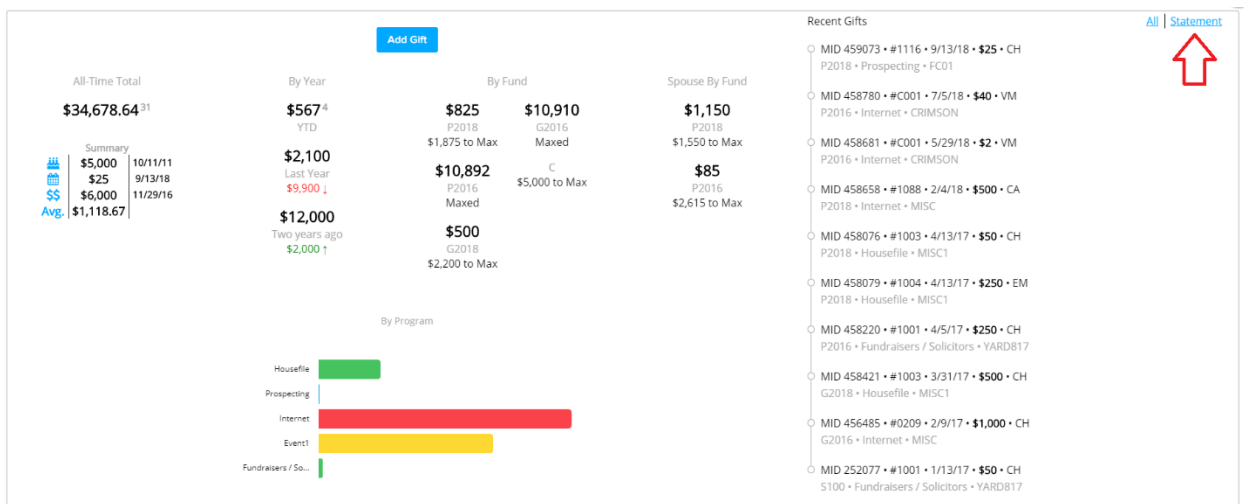 Add Gift
All-Time Total
$34,678.64 31
Summary
$5,000 10/11/11
$25 9/13/18
$$ $6,000 11/29/16
Avg. $1,118.67
By Year
$567 4
YTD
$2,100
Last Year
$9,900 ↓
$12,000
Two years ago
$2,000 ↑
By Fund
$825
P2018
$1,875 to Max
$10,910
G2016
Maxed
$10,892
P2016
Maxed
C
$5,000 to Max
$500
G2018
$2,200 to Max
Spouse By Fund
$1,150
P2018
$1,550 to Max
$85
P2016
$2,615 to Max
By Program
Housefile
Prospecting
Internet
Event1
Fundraisers / So...
Recent Gifts
All | Statement
MID 459073 • #1116 • 9/13/18 • $25 • CH
P2018 • Prospecting • FC01
MID 458780 • #C001 • 7/5/18 • $40 • VM
P2016 • Internet • CRIMSON
MID 458681 • #C001 • 5/29/18 • $2 • VM
P2016 • Internet • CRIMSON
MID 458658 • #1088 • 2/4/18 • $500 • CA
P2018 • Internet • MISC
MID 458076 • #1003 • 4/13/17 • $50 • CH
P2018 • Housefile • MISC1
MID 458079 • #1004 • 4/13/17 • $250 • EM
P2018 • Housefile • MISC1
MID 458220 • #1001 • 4/5/17 • $250 • CH
P2016 • Fundraisers / Solicitors • YARD817
MID 458421 • #1003 • 3/31/17 • $500 • CH
G2018 • Housefile • MISC1
MID 456485 • #0209 • 2/9/17 • $1,000 • CH
G2016 • Internet • MISC
MID 252077 • #1001 • 1/13/17 • $50 • CH
S100 • Fundraisers / Solicitors • YARD817